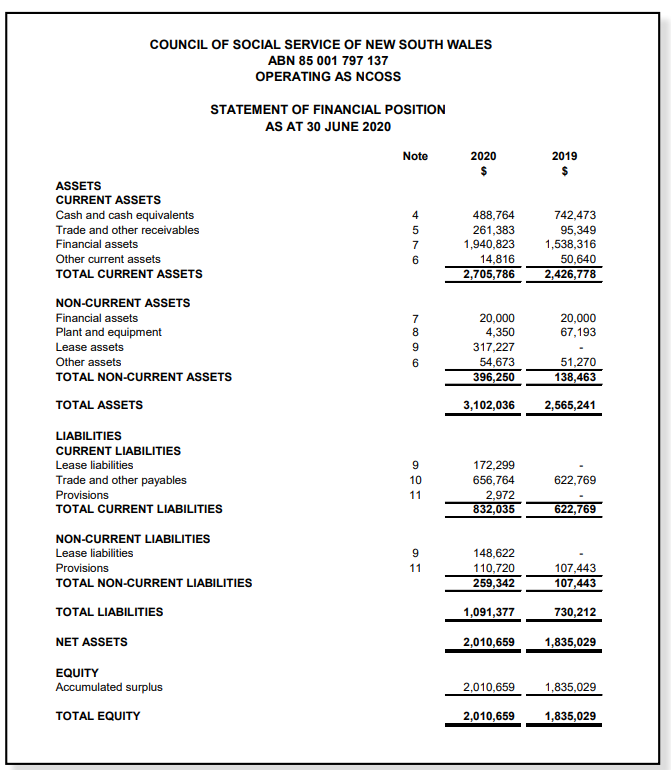 COUNCIL OF SOCIAL SERVICE OF NEW SOUTH WALES
ABN 85 001 797 137
OPERATING AS NCOSS
STATEMENT OF FINANCIAL POSITION
AS AT 30 JUNE 2020
Note 2020 2019
$ $
ASSETS
CURRENT ASSETS
Cash and cash equivalents 4 488,764 742,473
Trade and other receivables 5 261,383 95,349
Financial assets 7 1,940,823 1,538,316
Other current assets 6 14,816 50,640
TOTAL CURRENT ASSETS 2,705,786 2,426,778
NON-CURRENT ASSETS
Financial assets 7 20,000 20,000
Plant and equipment 8 4,350 67,193
Lease assets 9 317,227 -
Other assets 6 54,673 51,270
TOTAL NON-CURRENT ASSETS 396,250 138,463
TOTAL ASSETS 3,102,036 2,565,241
LIABILITIES
CURRENT LIABILITIES
Lease liabilities 9 172,299 -
Trade and other payables 10 656,764 622,769
Provisions 11 2,972 -
TOTAL CURRENT LIABILITIES 832,035 622,769
NON-CURRENT LIABILITIES
Lease liabilities 9 148,622 -
Provisions 11 110,720 107,443
TOTAL NON-CURRENT LIABILITIES 259,342 107,443
TOTAL LIABILITIES 1,091,377 730,212
NET ASSETS 2,010,659 1,835,029
EQUITY
Accumulated surplus 2,010,659 1,835,029
TOTAL EQUITY 2,010,659 1,835,029